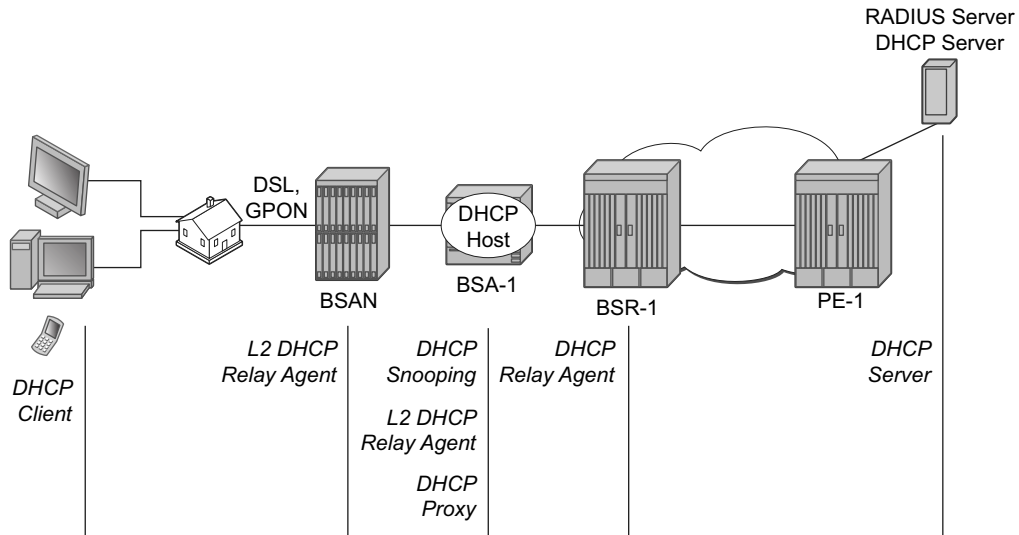 RADIUS Server
DHCP Server
DSL,
GPON
DHCP
Host
BSAN
BSA-1
BSR-1
PE-1
DHCP
Client
L2 DHCP
Relay Agent
DHCP
Snooping
L2 DHCP
Relay Agent
DHCP
Proxy
DHCP
Relay Agent
DHCP
Server